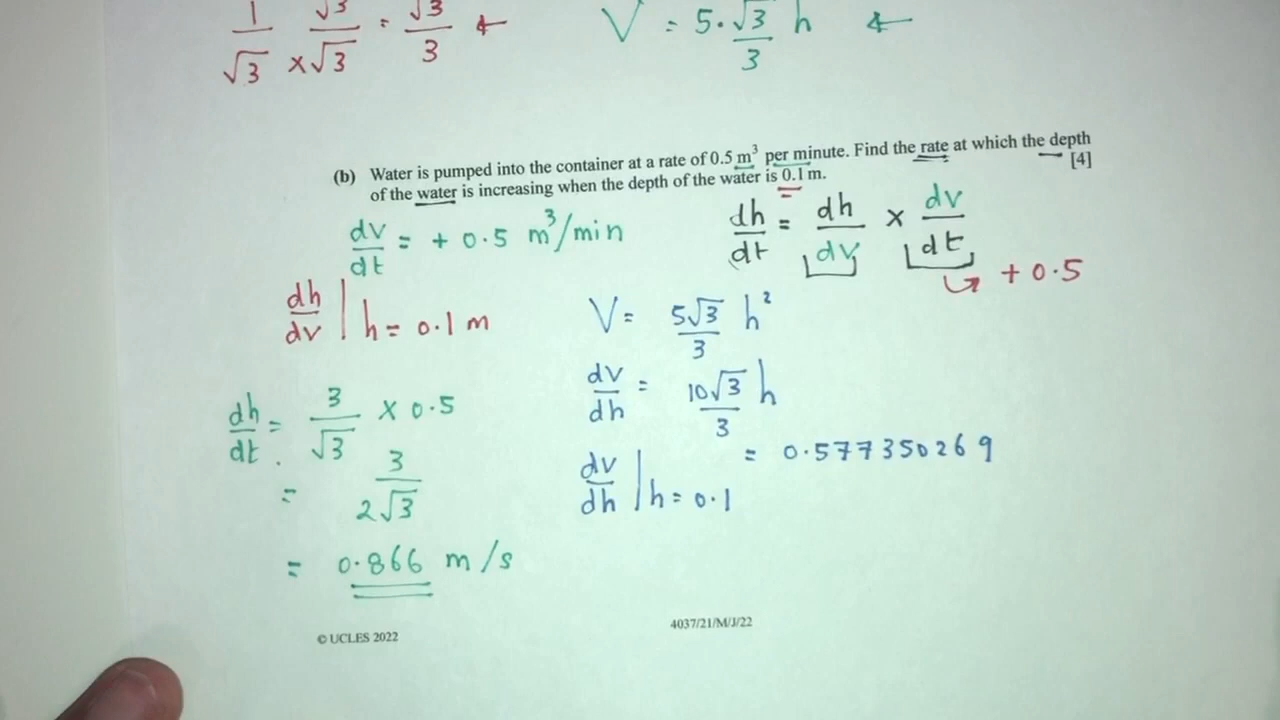 1/√3 × √3/√3 = √3/3 ←
V = 5·√3/3 h ←
(b) Water is pumped into the container at a rate of 0.5 m³ per minute. Find the rate at which the depth
of the water is increasing when the depth of the water is 0.1 m. [4]
dv/dt = + 0.5 m³/min
dh/dt = dh/dv × dv/dt
↪ + 0.5
dh/dv | h = 0.1 m
V = 5√3/3 h²
dv/dh = 10√3/3 h
dv/dh | h = 0.1 = 0.577350269
dh/dt = 3/√3 × 0.5
= 3/2√3
= 0.866 m/s
© UCLES 2022
4037/21/M/J/22